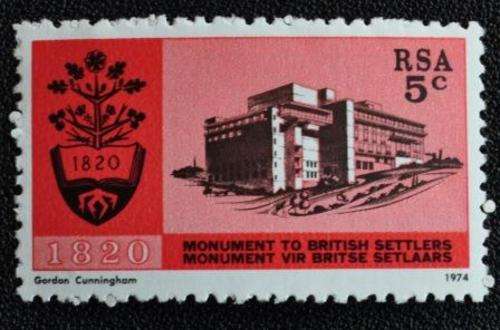 RSA
5c
1820
1820
MONUMENT TO BRITISH SETTLERS
MONUMENT VIR BRITSE SETLAARS
Gordon Cunningham
1974